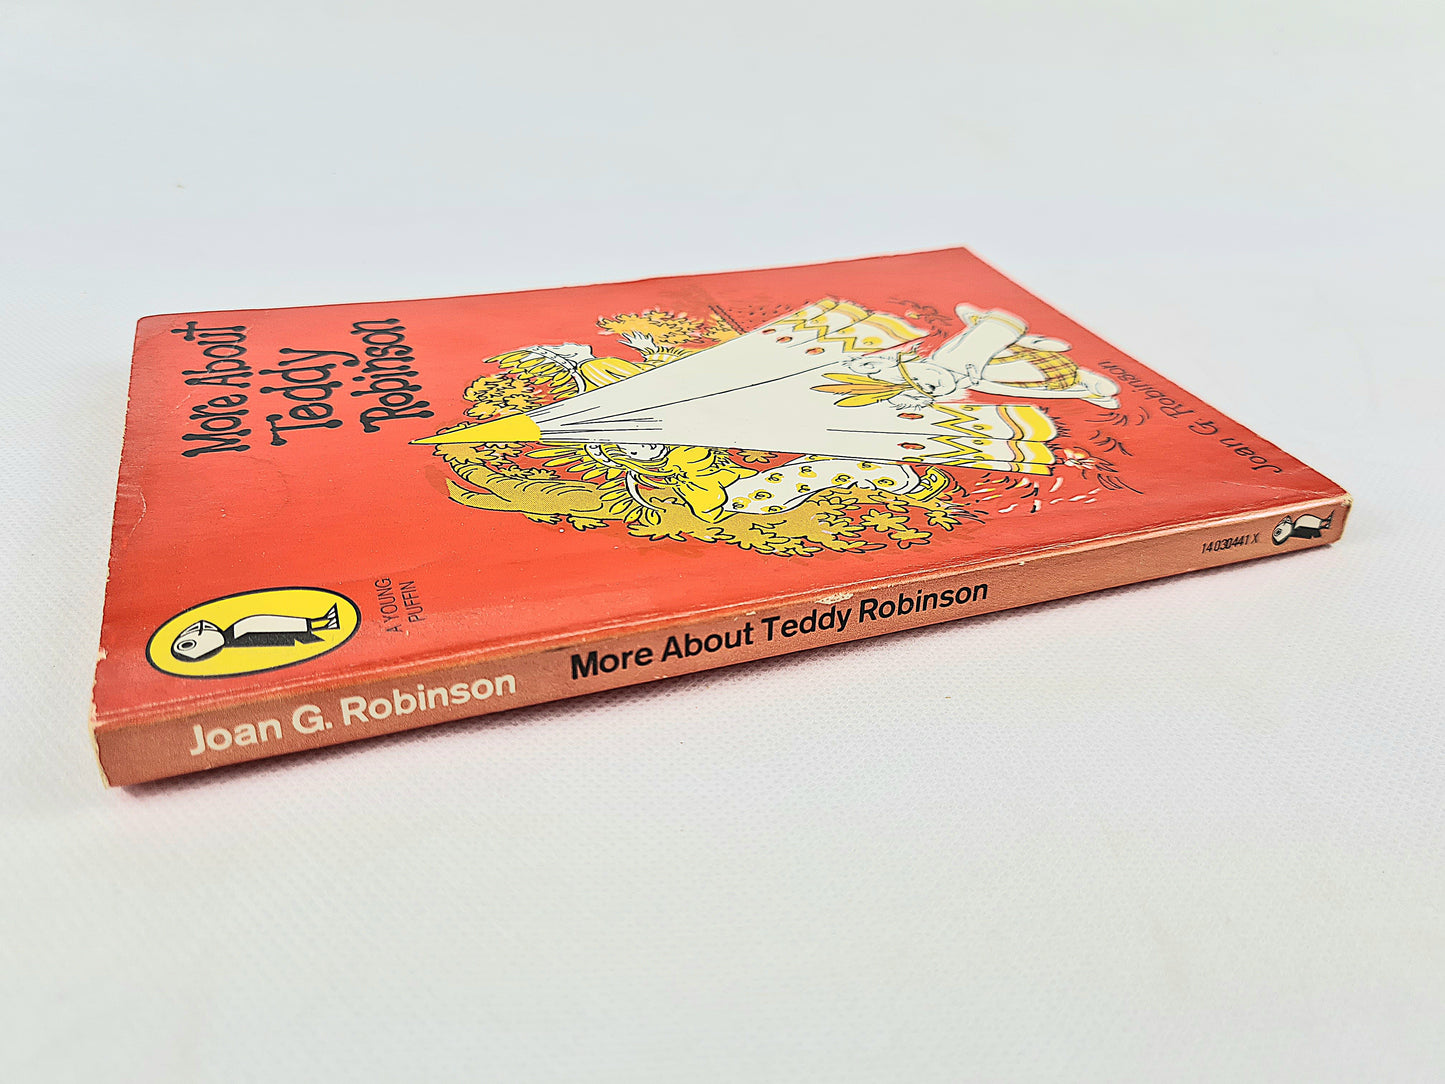 More About
Teddy
Robinson
Joan G. Robinson
A YOUNG
PUFFIN
Joan G. Robinson
More About Teddy Robinson
14 030441 X